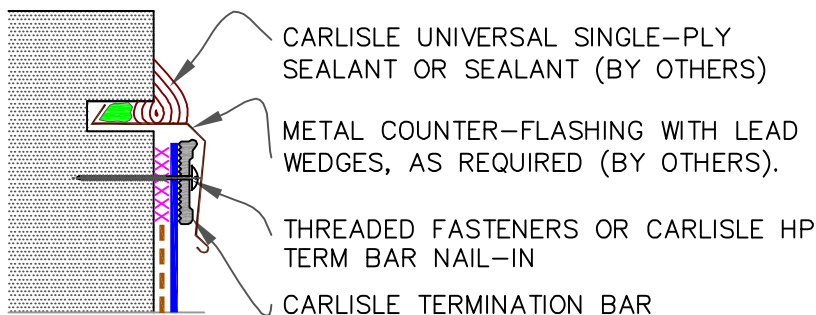 CARLISLE UNIVERSAL SINGLE-PLY
SEALANT OR SEALANT (BY OTHERS)
METAL COUNTER-FLASHING WITH LEAD
WEDGES, AS REQUIRED (BY OTHERS).
THREADED FASTENERS OR CARLISLE HP
TERM BAR NAIL-IN
CARLISLE TERMINATION BAR